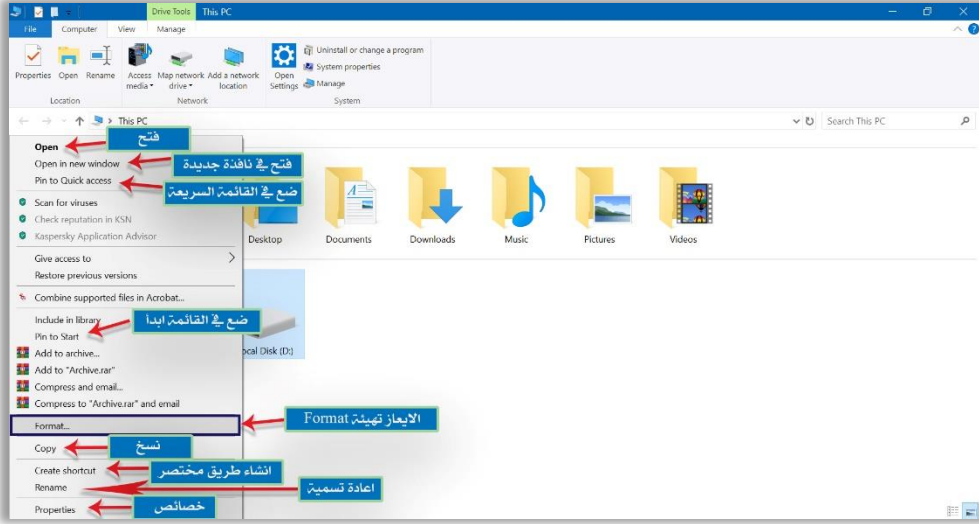 Drive Tools This PC
File Computer View Manage
Properties Open Rename Access media Map network drive Add a network location Open Settings Uninstall or change a program
System properties
Manage
Location Network System
This PC Search This PC
Open فتح
Open in new window فتح في نافذة جديدة
Pin to Quick access ضع في القائمة السريعة
Scan for viruses
Check reputation in KSN
Kaspersky Application Advisor
Desktop Documents Downloads Music Pictures Videos
Give access to
Restore previous versions
Combine supported files in Acrobat...
Include in library
ضع في القائمة ابدأ
Pin to Start
Add to archive...
ocal Disk (D:)
Add to "Archive.rar"
Compress and email...
Compress to "Archive.rar" and email
Format... الايعاز تهيئة Format
Copy نسخ
Create shortcut انشاء طريق مختصر
Rename اعادة تسمية
Properties خصائص